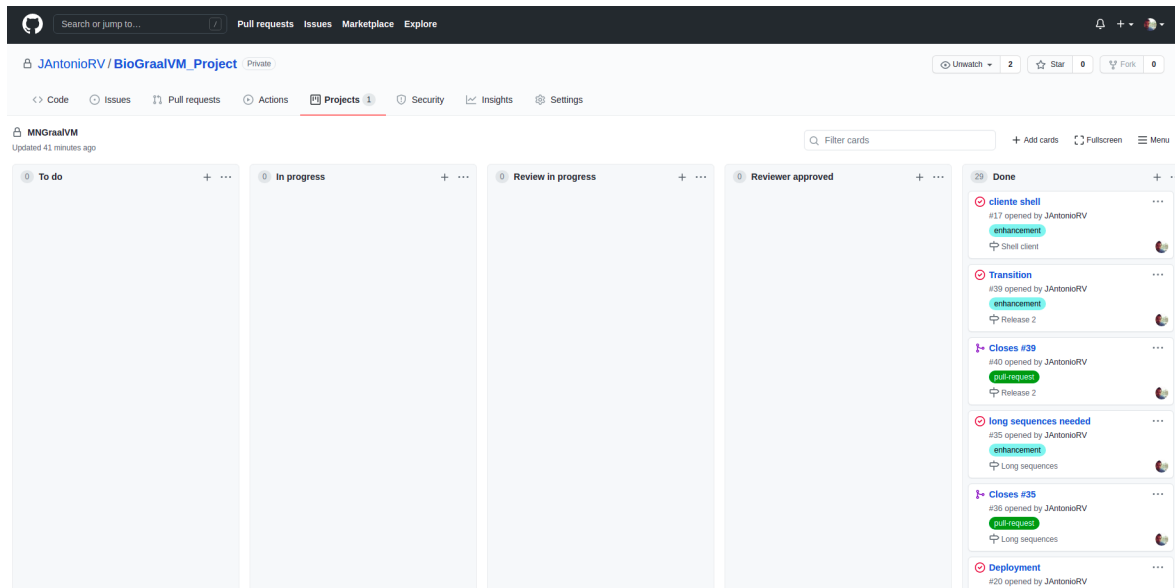 Search or jump to... / Pull requests Issues Marketplace Explore
JAntonioRV / BioGraalVM_Project Private
Unwatch 2 Star 0 Fork 0
Code Issues Pull requests Actions Projects 1 Security Insights Settings
MNGraalVM
Updated 41 minutes ago
Filter cards
+ Add cards Fullscreen Menu
0 To do + ...
0 In progress + ...
0 Review in progress + ...
0 Reviewer approved + ...
29 Done +
cliente shell ...
#17 opened by JAntonioRV
enhancement
Shell client
Transition ...
#39 opened by JAntonioRV
enhancement
Release 2
Closes #39 ...
#40 opened by JAntonioRV
pull-request
Release 2
long sequences needed ...
#35 opened by JAntonioRV
enhancement
Long sequences
Closes #35 ...
#36 opened by JAntonioRV
pull-request
Long sequences
Deployment ...
#20 opened by JAntonioRV